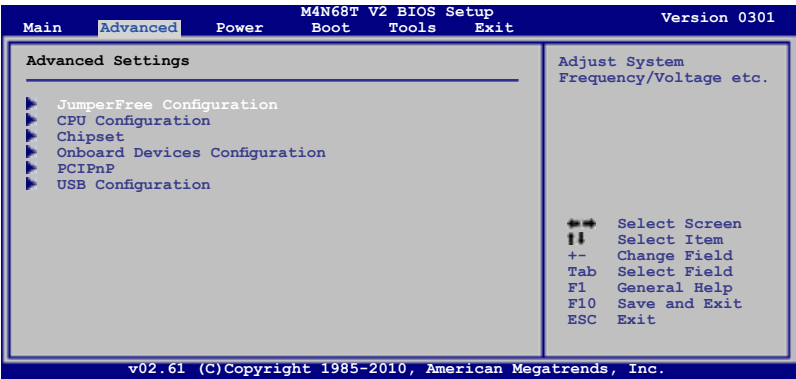 M4N68T V2 BIOS Setup
Version 0301
Main Advanced Power Boot Tools Exit
Advanced Settings
JumperFree Configuration
CPU Configuration
Chipset
Onboard Devices Configuration
PCIPnP
USB Configuration
Adjust System
Frequency/Voltage etc.
←→ Select Screen
↑↓ Select Item
+- Change Field
Tab Select Field
F1 General Help
F10 Save and Exit
ESC Exit
v02.61 (C)Copyright 1985-2010, American Megatrends, Inc.